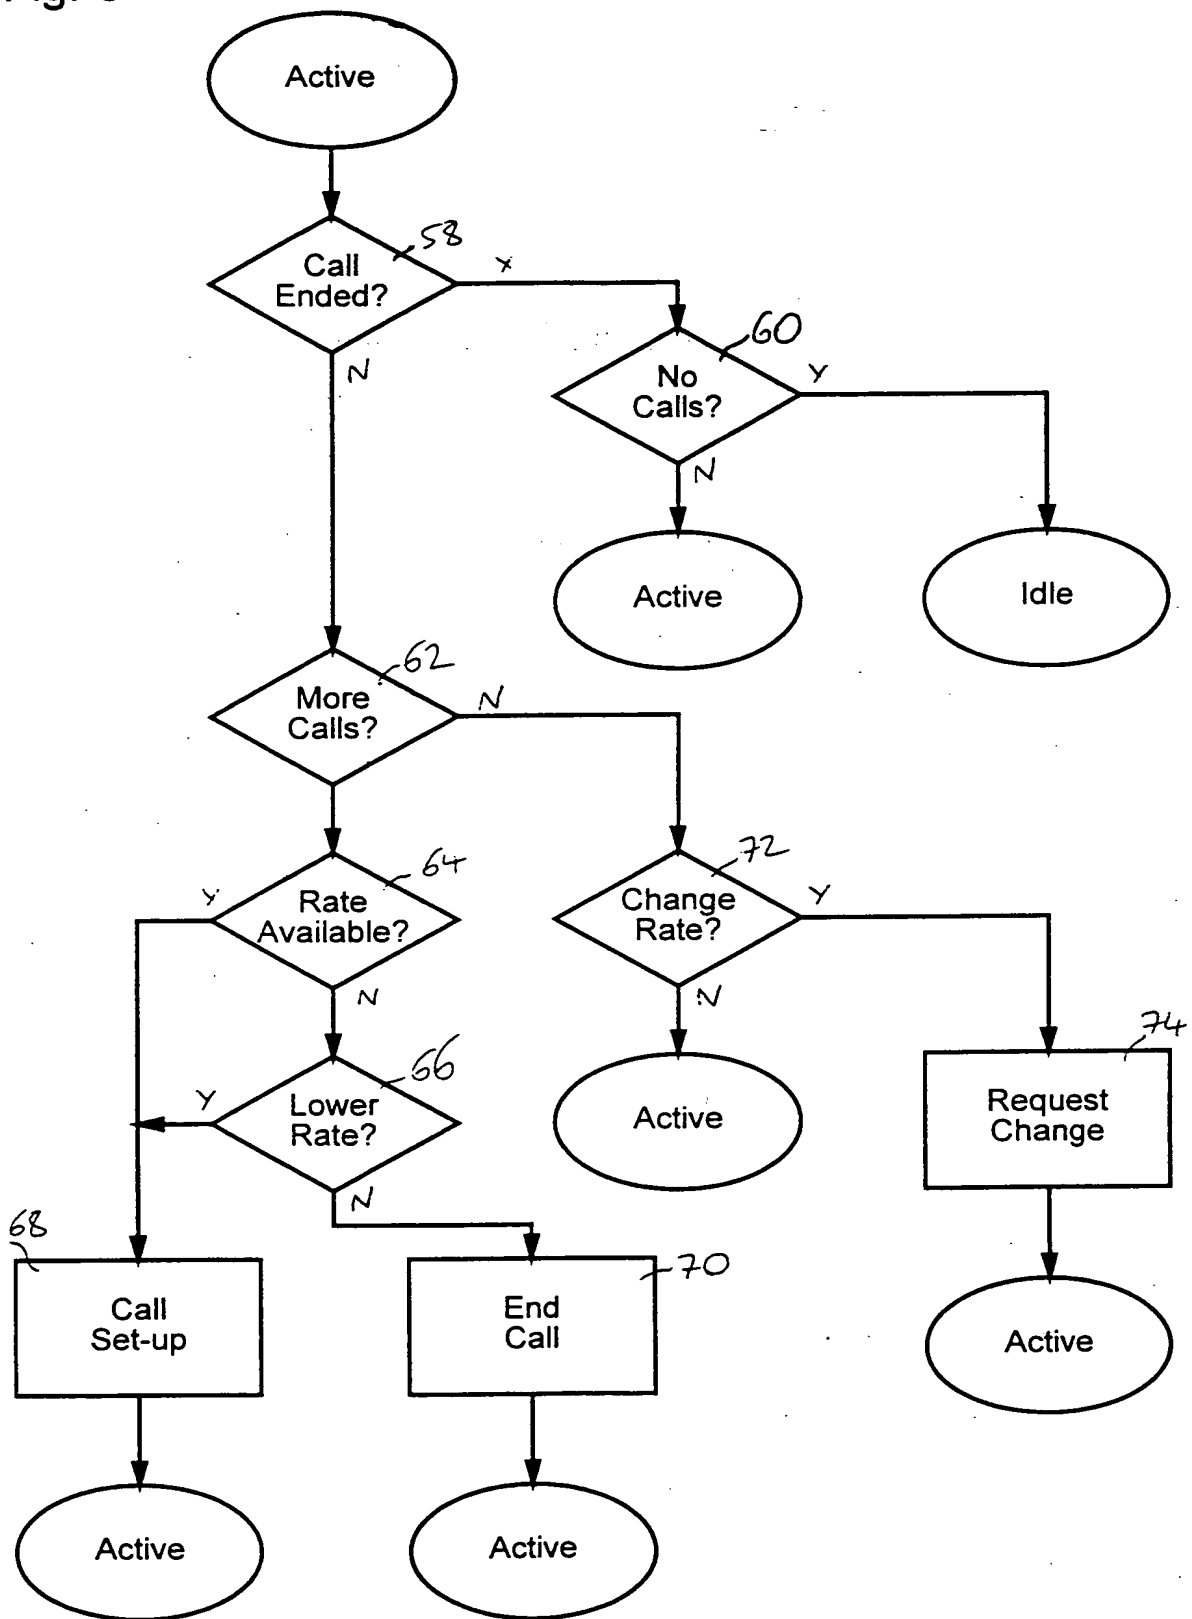 Active
58
Call
Ended?
Y
N
60
No
Calls?
Y
N
Active
Idle
62
More
Calls?
N
64
Rate
Available?
Y
N
72
Change
Rate?
Y
N
66
Lower
Rate?
Y
N
Active
74
Request
Change
68
Call
Set-up
70
End
Call
Active
Active
Active